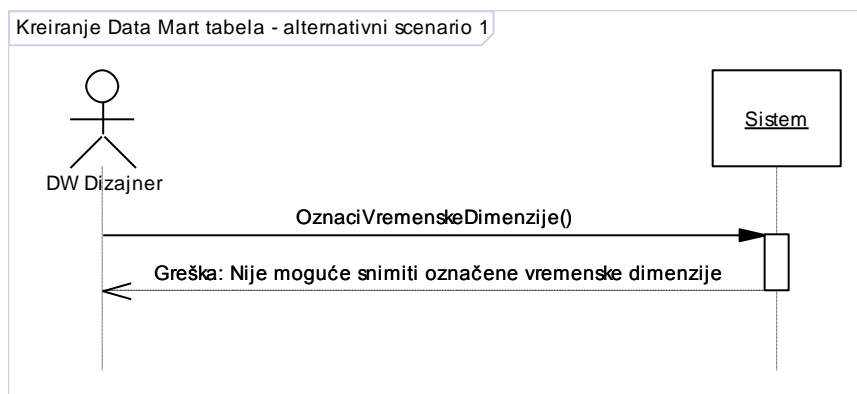 Kreiranje Data Mart tabela - alternativni scenario 1
Sistem
DW Dizajner
OznaciVremenskeDimenzije()
Greška: Nije moguće snimiti označene vremenske dimenzije